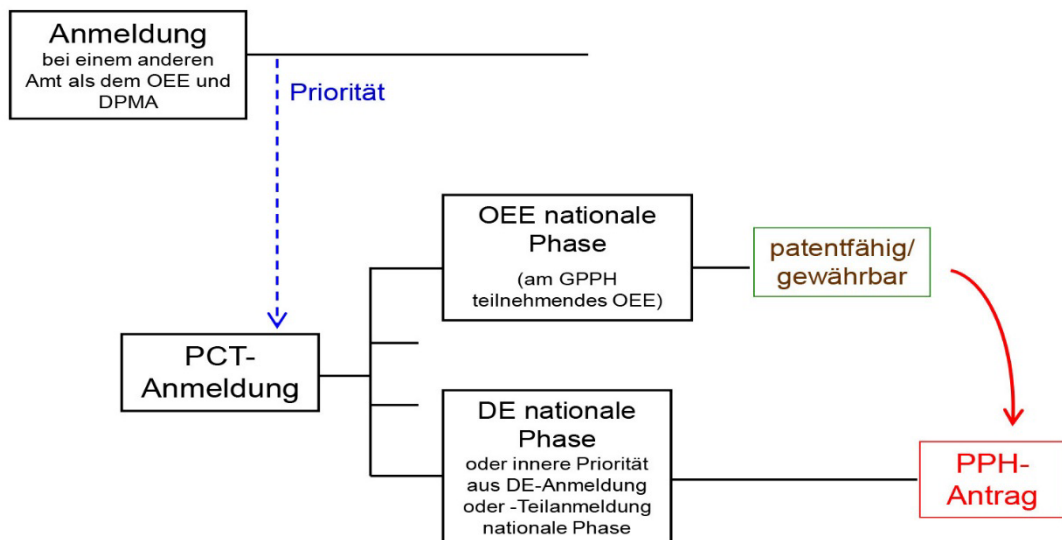 Anmeldung
bei einem anderen
Amt als dem OEE und
DPMA
Priorität
OEE nationale
Phase
(am GPPH
teilnehmendes OEE)
patentfähig/
gewährbar
PCT-
Anmeldung
DE nationale
Phase
oder innere Priorität
aus DE-Anmeldung
oder -Teilanmeldung
nationale Phase
PPH-
Antrag